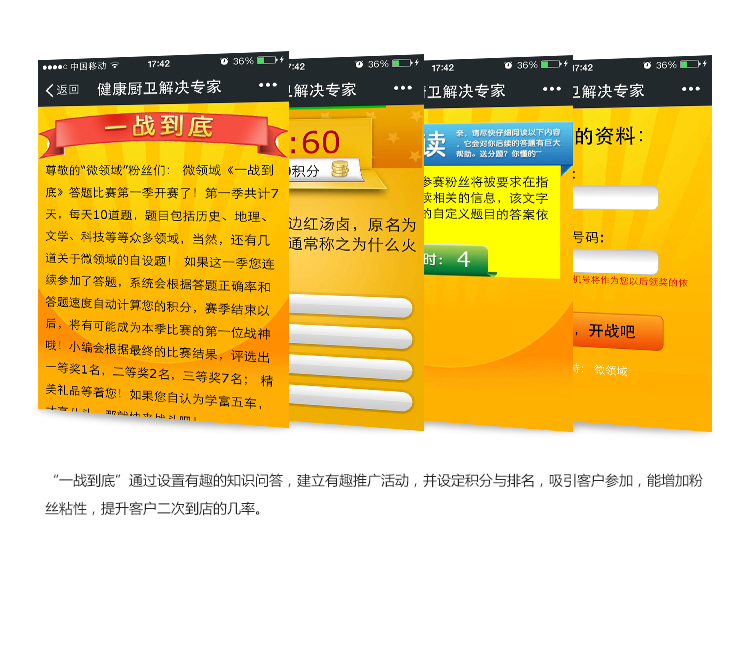 中国移动 17:42 36%
返回 健康厨卫解决专家
一战到底
尊敬的“微领域”粉丝们： 微领域《一战到
底》答题比赛第一季开赛了！第一季共计7
天，每天10道题，题目包括历史、地理、
文学、科技等等众多领域，当然，还有几
道关于微领域的自设题！ 如果这一季您连
续参加了答题，系统会根据答题正确率和
答题速度自动计算您的积分，赛季结束以
后，将有可能成为本季比赛的第一位战神
哦！小编会根据最终的比赛结果，评选出
一等奖1名，二等奖2名，三等奖7名； 精
美礼品等着您！如果您自认为学富五车，
:42 36%
卫解决专家
:60
积分
边红汤卤，原名为
通常称之为什么火
17:42 36%
厨卫解决专家
读
亲，请尽快仔细阅读以下内容
，它会对你后续的答题有巨大
帮助。送分题？你懂的~~
参赛粉丝将被要求在指
读相关的信息，该文字
的自定义题目的答案依
时： 4
17:42 36%
卫解决专家
的资料：
：
号码：
机号将作为您以后领奖的依
，开战吧
持： 微领域
“一战到底”通过设置有趣的知识问答，建立有趣推广活动，并设定积分与排名，吸引客户参加，能增加粉
丝粘性，提升客户二次到店的几率。